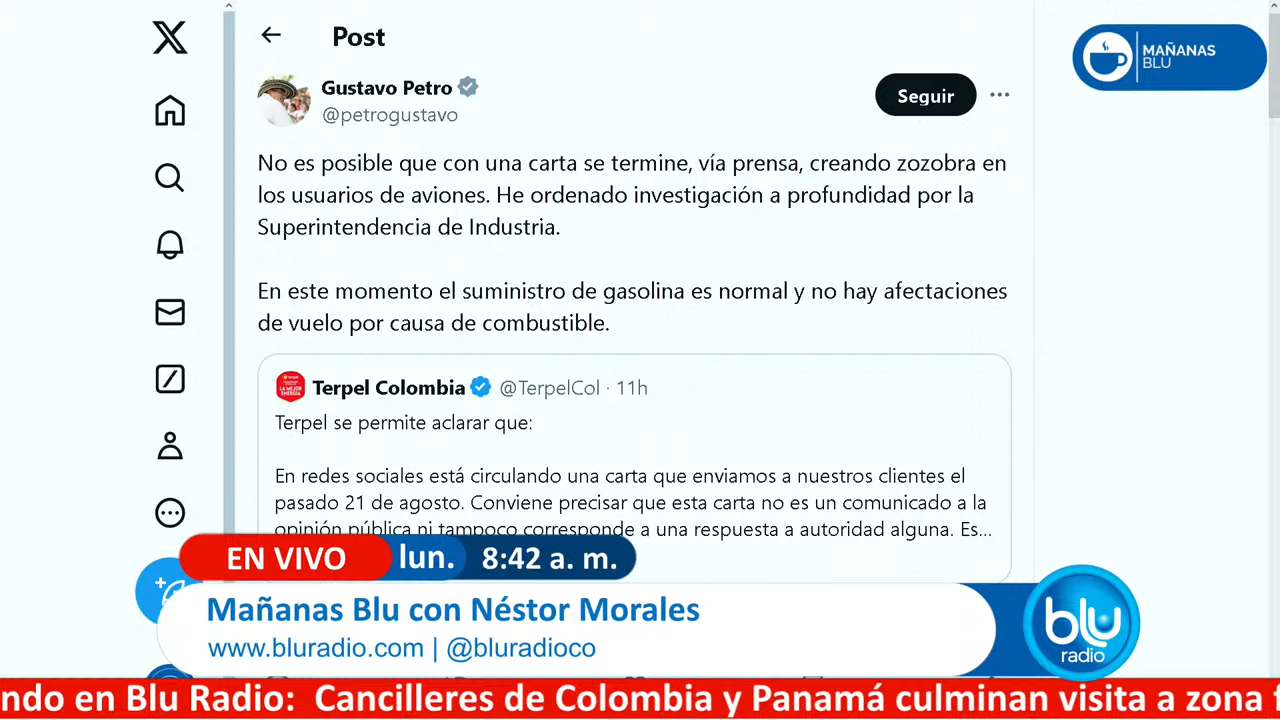 Post
MAÑANAS
BLU
Gustavo Petro
@petrogustavo
Seguir
No es posible que con una carta se termine, vía prensa, creando zozobra en
los usuarios de aviones. He ordenado investigación a profundidad por la
Superintendencia de Industria.
En este momento el suministro de gasolina es normal y no hay afectaciones
de vuelo por causa de combustible.
Terpel Colombia @TerpelCol · 11h
Terpel se permite aclarar que:
En redes sociales está circulando una carta que enviamos a nuestros clientes el
pasado 21 de agosto. Conviene precisar que esta carta no es un comunicado a la
opinión pública ni tampoco corresponde a una respuesta a autoridad alguna. Es...
EN VIVO lun. 8:42 a. m.
Mañanas Blu con Néstor Morales
www.bluradio.com | @bluradioco
blu
radio
ndo en Blu Radio: Cancilleres de Colombia y Panamá culminan visita a zona